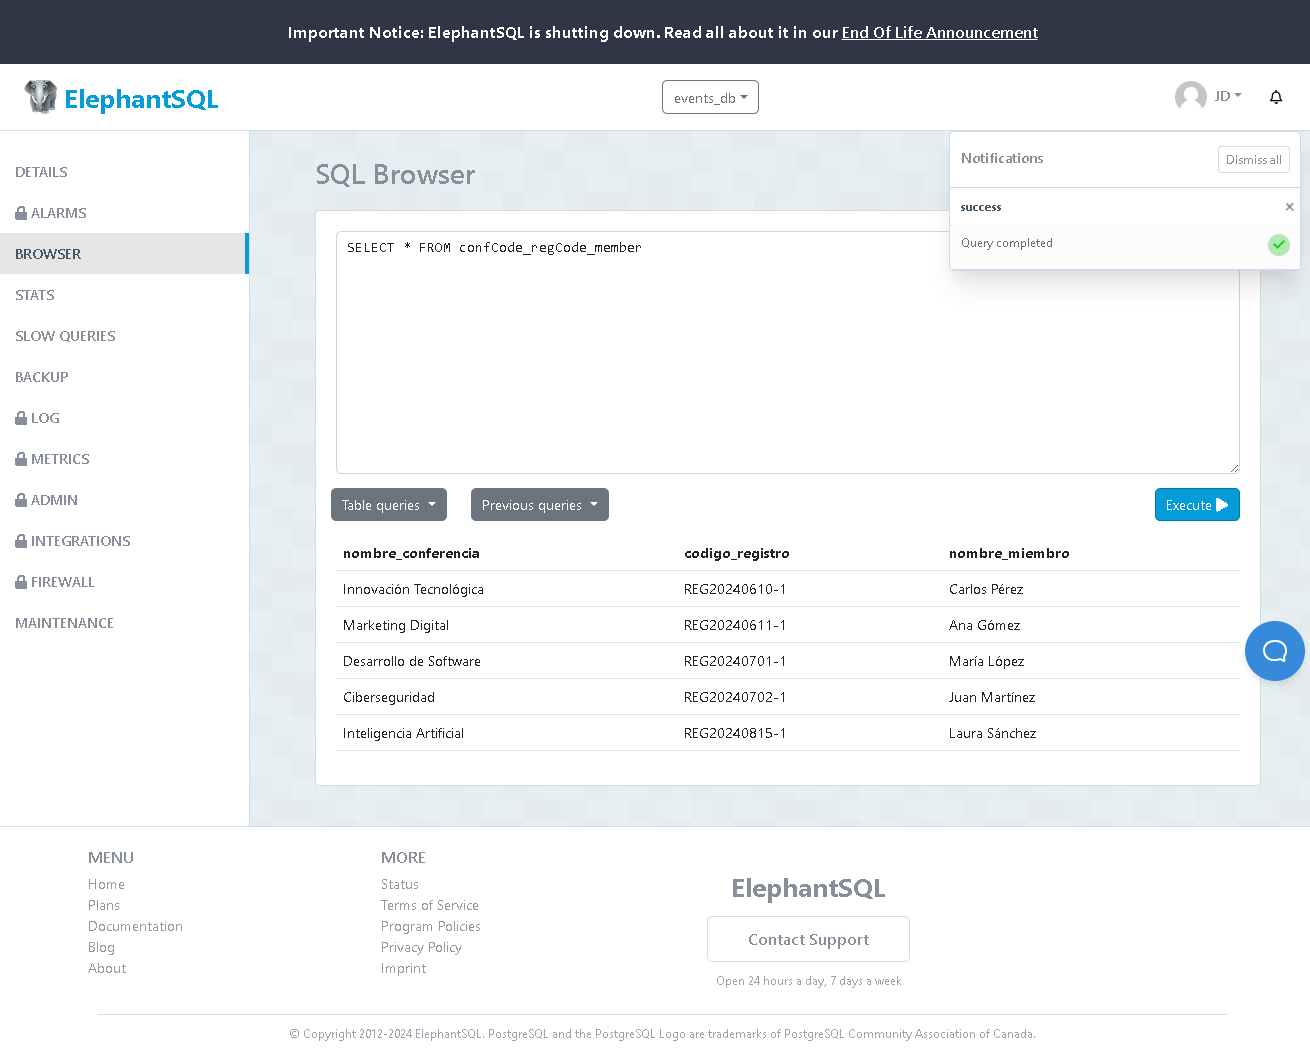 Important Notice: ElephantSQL is shutting down. Read all about it in our End Of Life Announcement
ElephantSQL
events_db
JD
Notifications
Dismiss all
success
×
Query completed
DETAILS
ALARMS
BROWSER
STATS
SLOW QUERIES
BACKUP
LOG
METRICS
ADMIN
INTEGRATIONS
FIREWALL
MAINTENANCE
SQL Browser
SELECT * FROM confCode_regCode_member
Table queries
Previous queries
Execute
nombre_conferencia codigo_registro nombre_miembro
Innovación Tecnológica REG20240610-1 Carlos Pérez
Marketing Digital REG20240611-1 Ana Gómez
Desarrollo de Software REG20240701-1 María López
Ciberseguridad REG20240702-1 Juan Martínez
Inteligencia Artificial REG20240815-1 Laura Sánchez
MENU
Home
Plans
Documentation
Blog
About
MORE
Status
Terms of Service
Program Policies
Privacy Policy
Imprint
ElephantSQL
Contact Support
Open 24 hours a day, 7 days a week
© Copyright 2012-2024 ElephantSQL. PostgreSQL and the PostgreSQL Logo are trademarks of PostgreSQL Community Association of Canada.